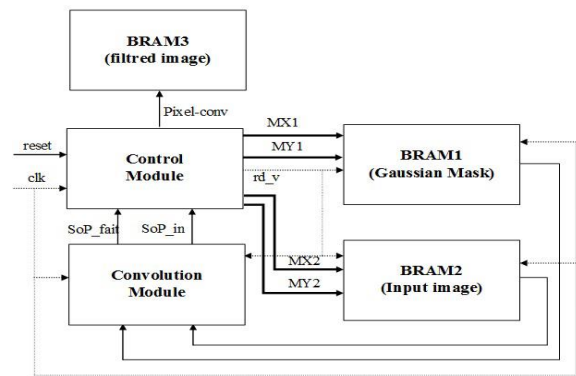 BRAM3
(filtred image)
Pixel-conv
MX1
reset
MY1
BRAM1
Control
Module
(Gaussian Mask)
clk
rd_v
SoP_fait
SoP_in
MX2
BRAM2
Convolution
Module
MY2
(Input image)